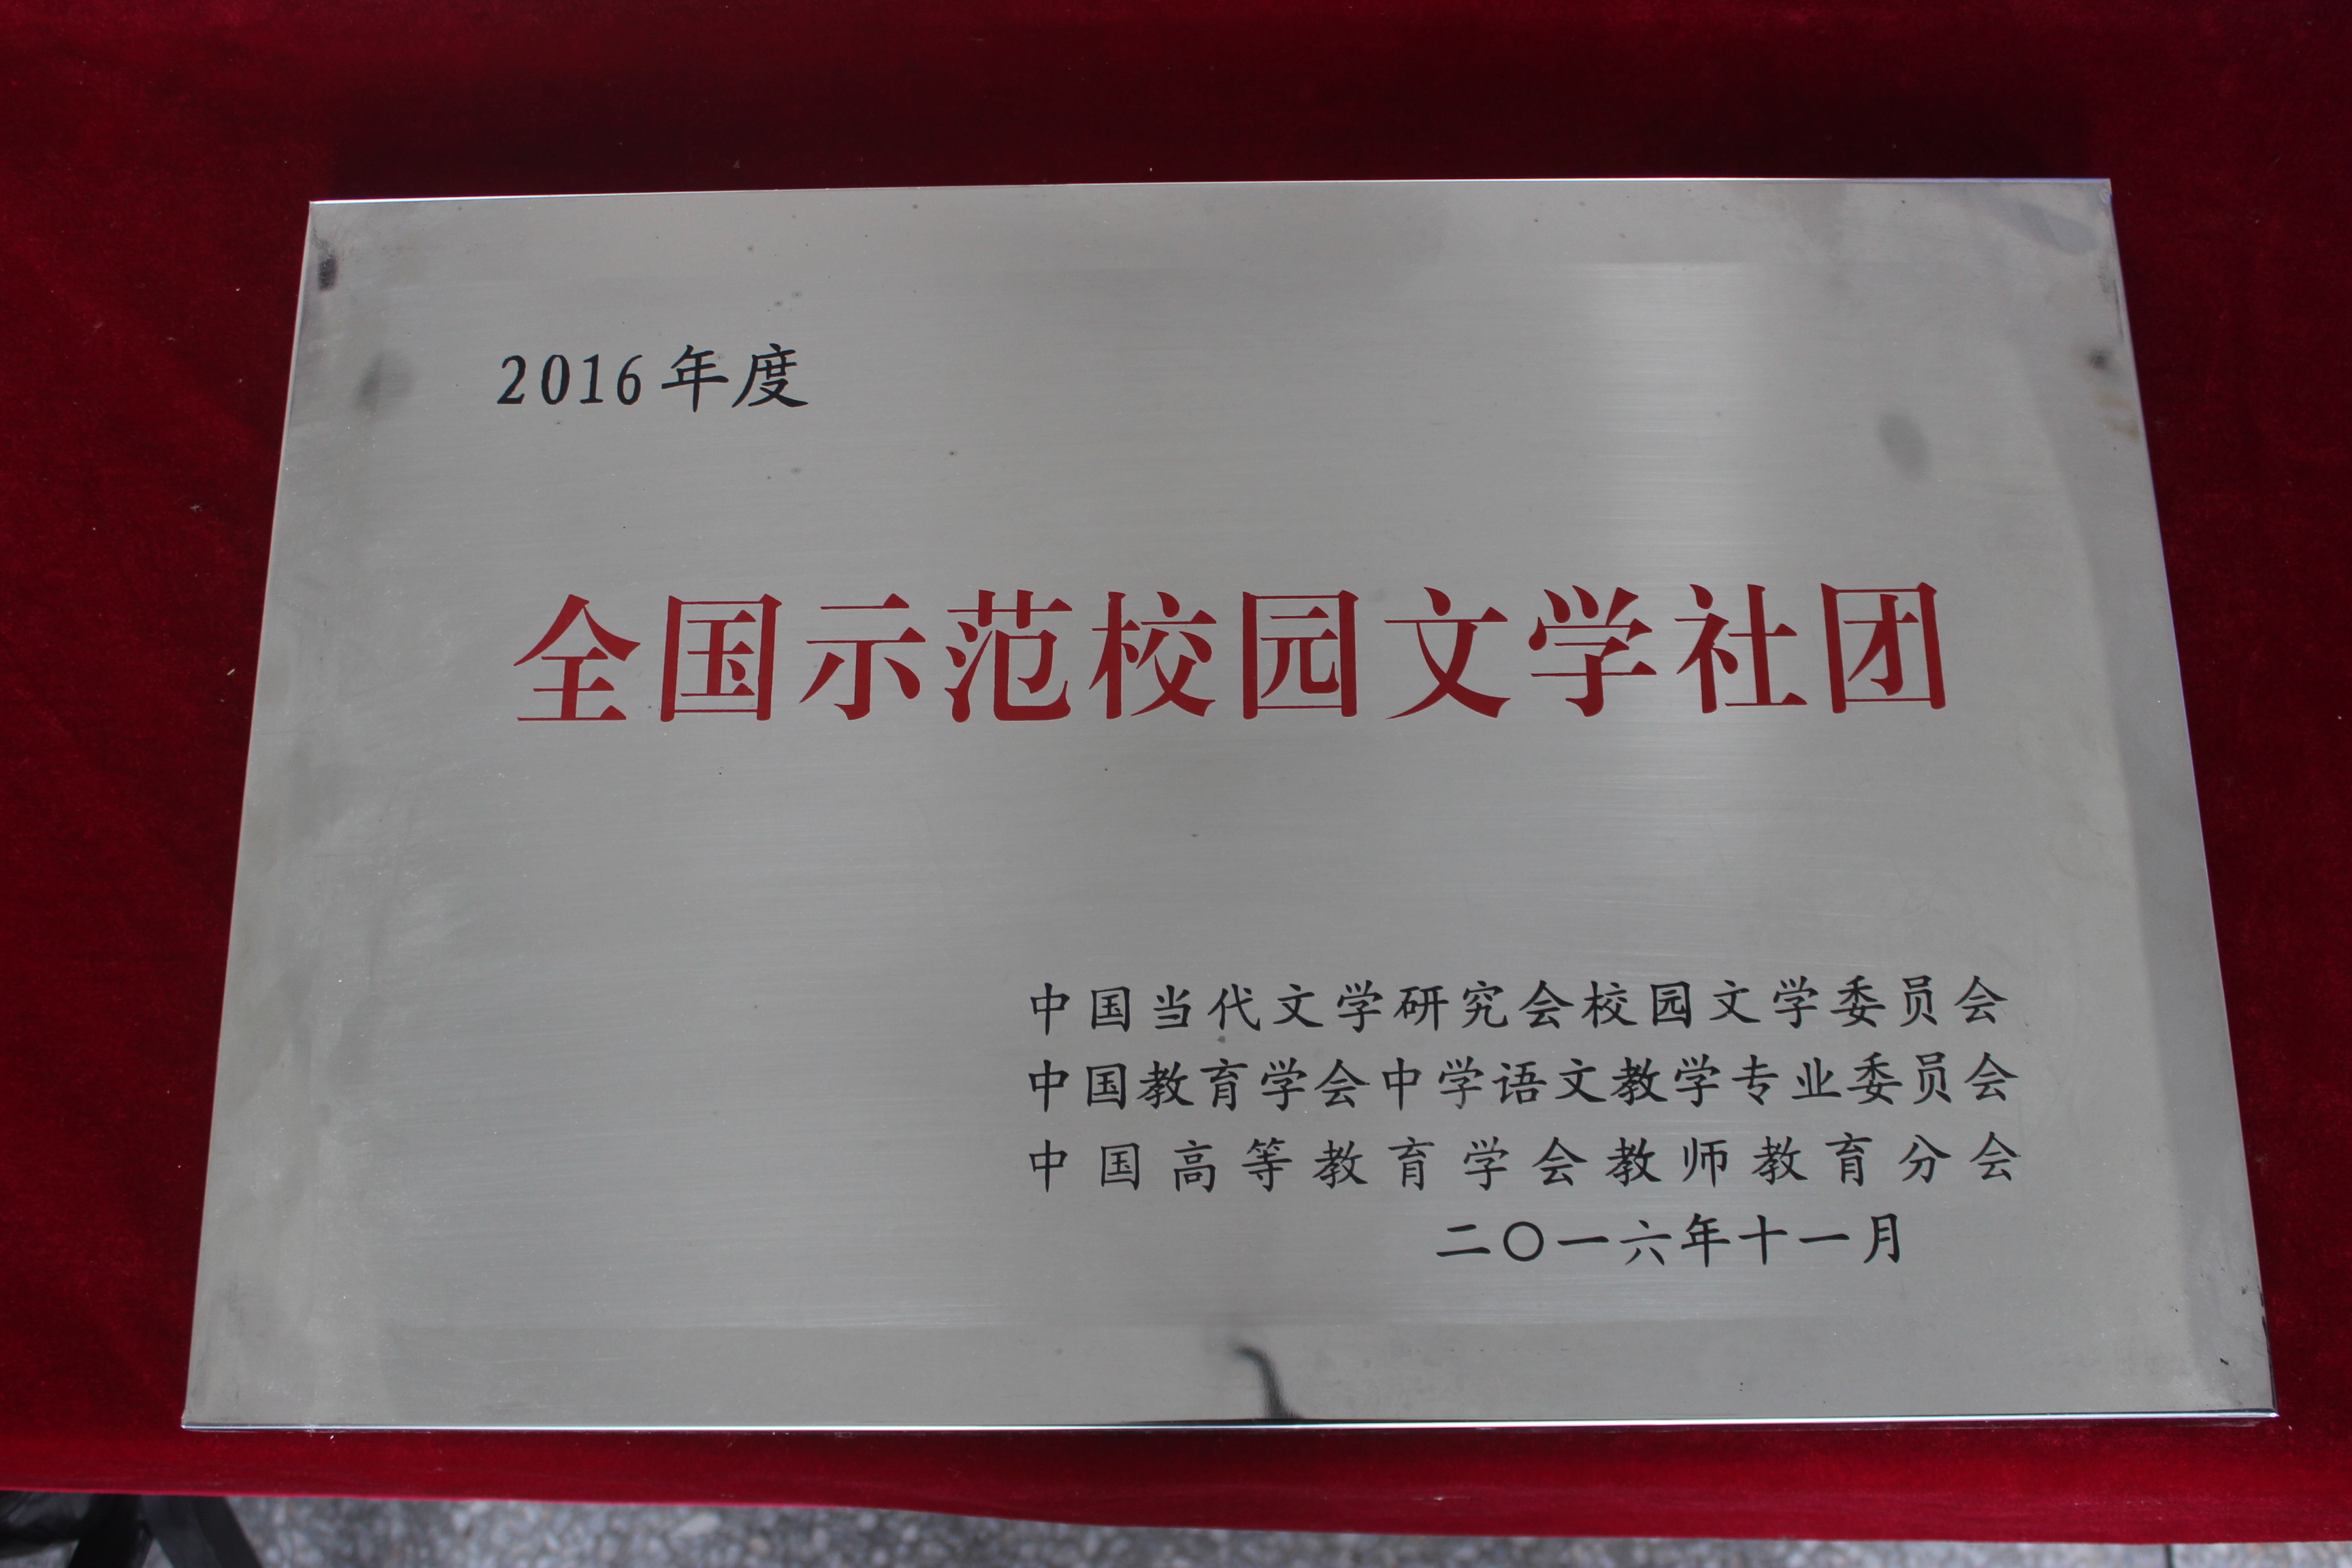 2016年度
全国示范校园文学社团
中国当代文学研究会校园文学委员会
中国教育学会中学语文教学专业委员会
中国高等教育学会教师教育分会
二〇一六年十一月